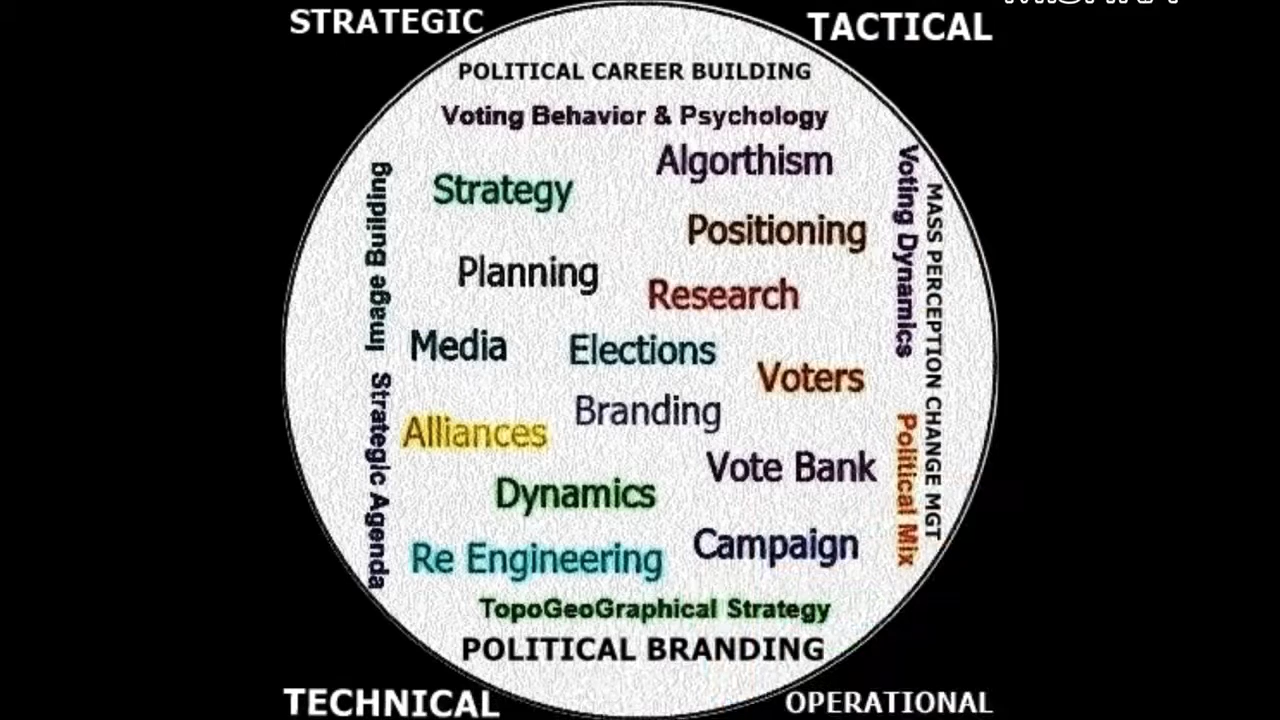 STRATEGIC
TACTICAL
POLITICAL CAREER BUILDING
Voting Behavior & Psychology
Algorthism
Strategy
Positioning
Planning
Research
Media
Elections
Voters
Branding
Alliances
Vote Bank
Dynamics
Campaign
Re Engineering
TopoGeoGraphical Strategy
POLITICAL BRANDING
Image Building
Strategic Agenda
Voting Dynamics
Political Mix
MASS PERCEPTION CHANGE MGT
TECHNICAL
OPERATIONAL